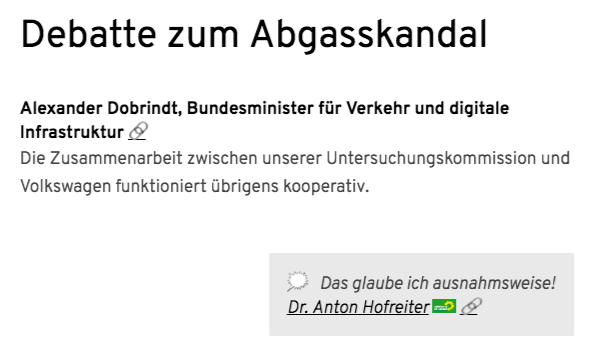 Debatte zum Abgasskandal
Alexander Dobrindt, Bundesminister für Verkehr und digitale
Infrastruktur
Die Zusammenarbeit zwischen unserer Untersuchungskommission und
Volkswagen funktioniert übrigens kooperativ.
Das glaube ich ausnahmsweise!
Dr. Anton Hofreiter